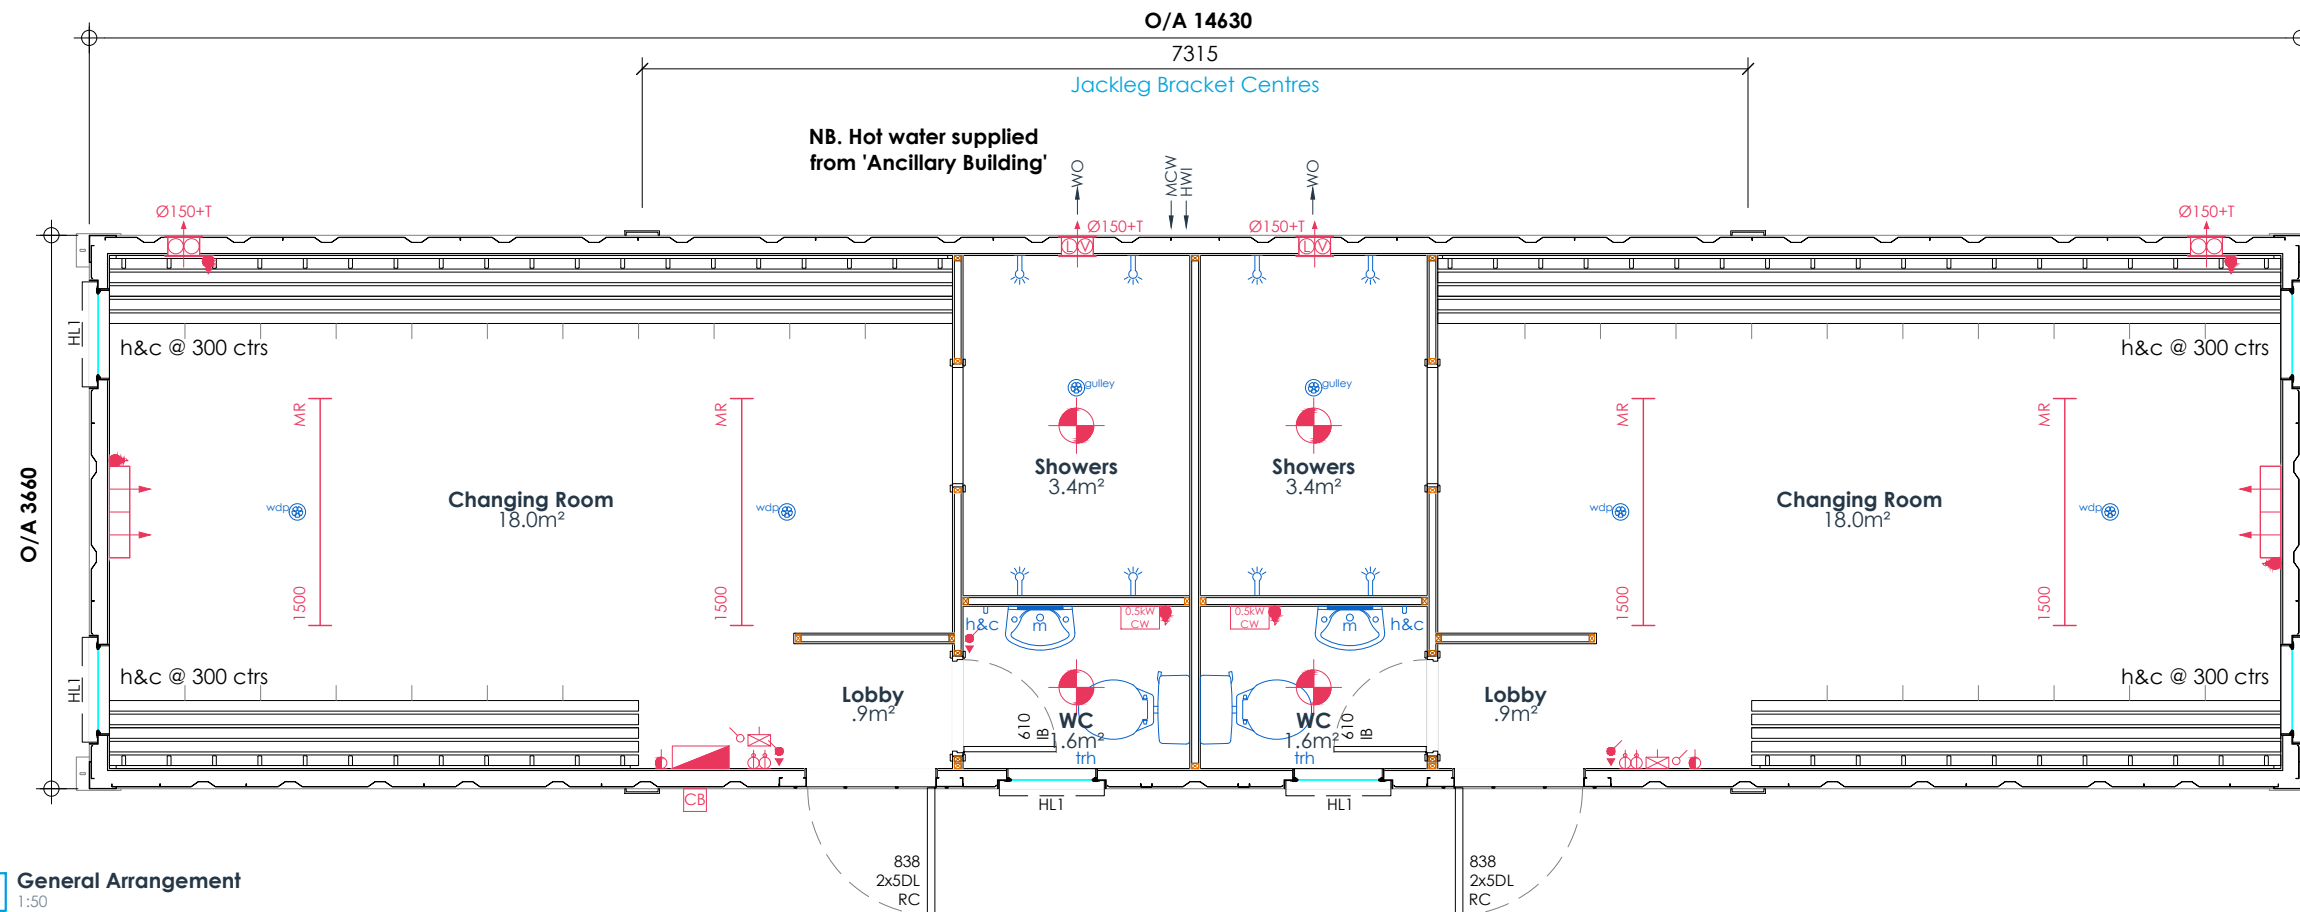 O/A 14630
7315
Jackleg Bracket Centres
NB. Hot water supplied
from 'Ancillary Building'
WO
MCW
HWI
WO
Ø150+T
Ø150+T
Ø150+T
Ø150+T
L V
L V
HL1
h&c @ 300 ctrs
h&c @ 300 ctrs
MR
MR
gulley
gulley
MR
MR
O/A 3660
Showers
3.4m²
Showers
3.4m²
Changing Room
18.0m²
Changing Room
18.0m²
wdp
wdp
wdp
wdp
1500
1500
1500
1500
h&c
m
0.5kW
CW
0.5kW
CW
m
h&c
HL1
h&c @ 300 ctrs
h&c @ 300 ctrs
Lobby
.9m²
Lobby
.9m²
610
IB
WC
1.6m²
trh
WC
1.6m²
trh
610
IB
CB
HL1
HL1
838
2x5DL
RC
838
2x5DL
RC
General Arrangement
1:50